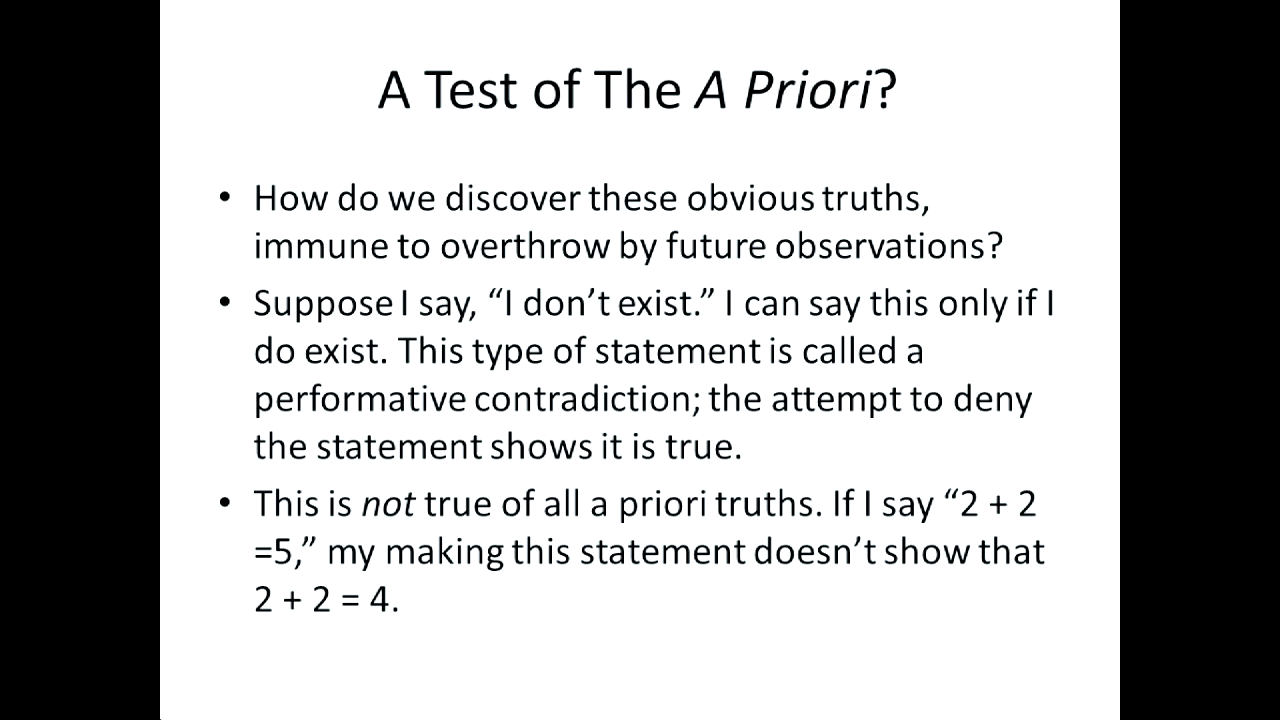 A Test of The A Priori?
• How do we discover these obvious truths,
immune to overthrow by future observations?
• Suppose I say, “I don’t exist.” I can say this only if I
do exist. This type of statement is called a
performative contradiction; the attempt to deny
the statement shows it is true.
• This is not true of all a priori truths. If I say “2 + 2
=5,” my making this statement doesn’t show that
2 + 2 = 4.